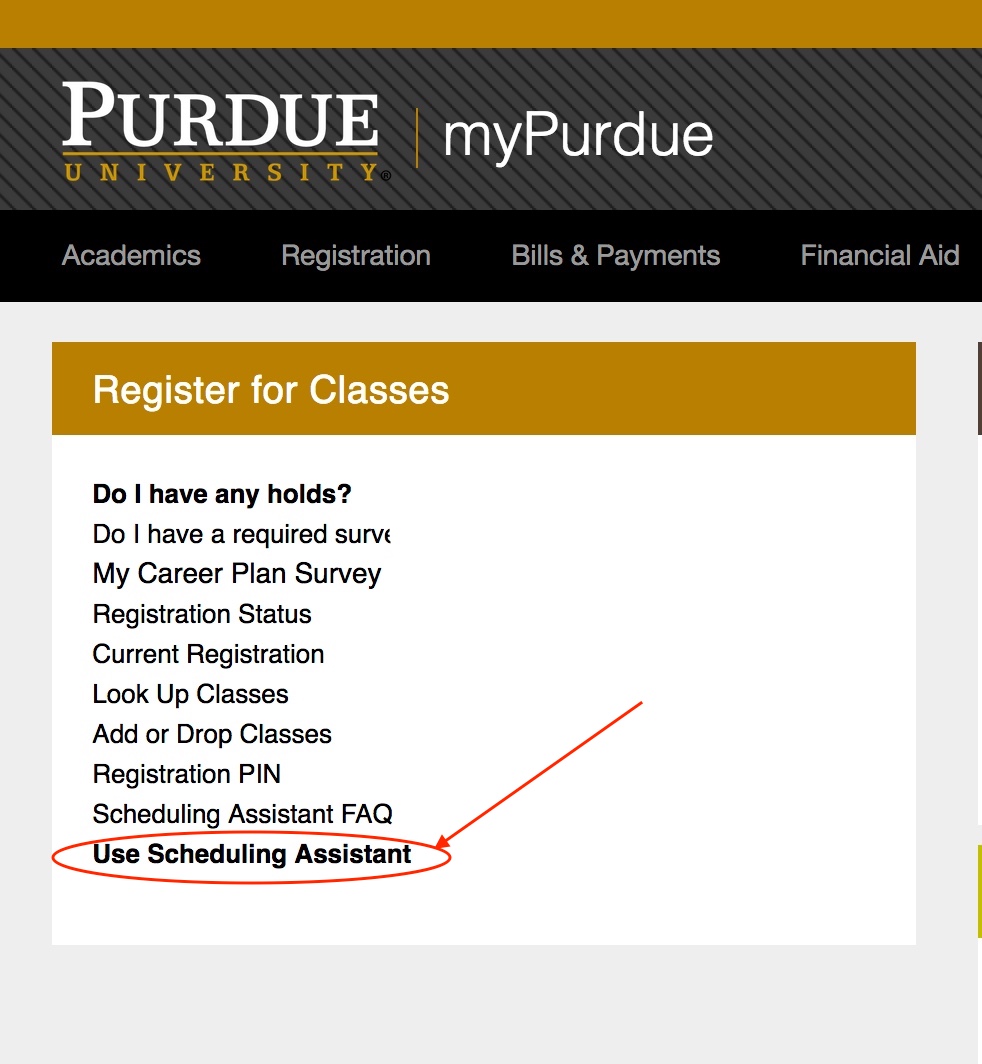 PURDUE
UNIVERSITY®
myPurdue
Academics Registration Bills & Payments Financial Aid
Register for Classes
Do I have any holds?
Do I have a required surve
My Career Plan Survey
Registration Status
Current Registration
Look Up Classes
Add or Drop Classes
Registration PIN
Scheduling Assistant FAQ
Use Scheduling Assistant